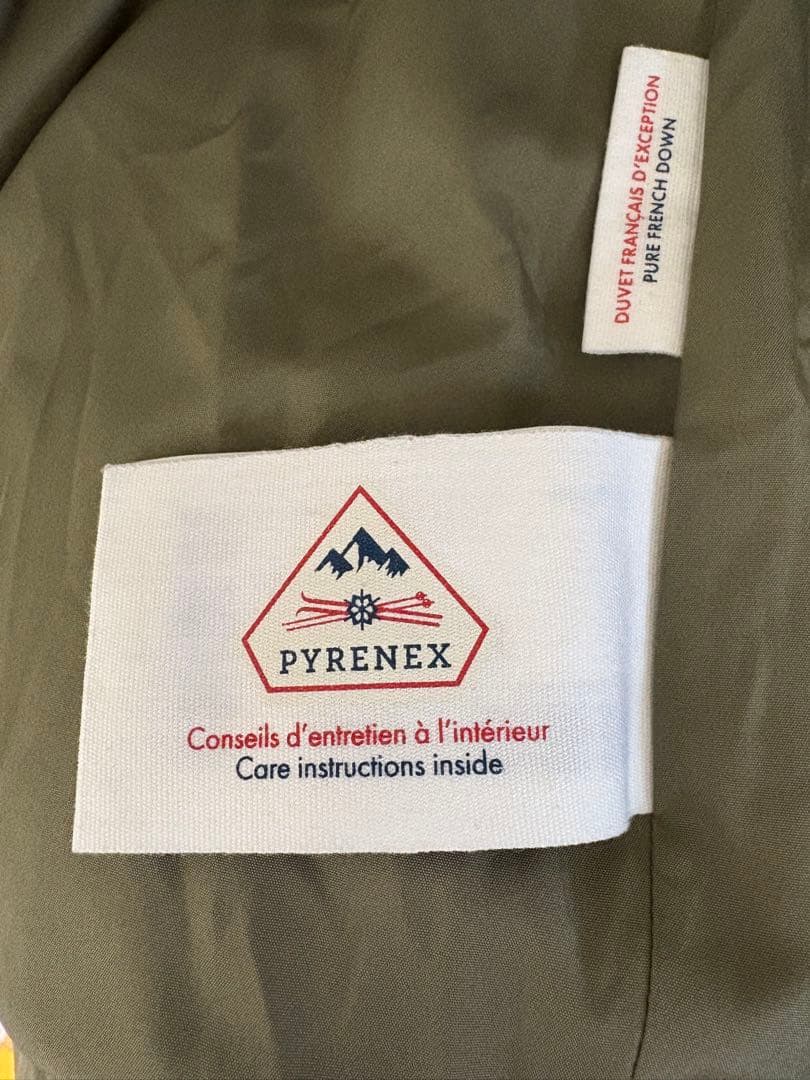 DUVET FRANÇAIS D'EXCEPTION
PURE FRENCH DOWN
PYRENEX
Conseils d'entretien à l'intérieur
Care instructions inside